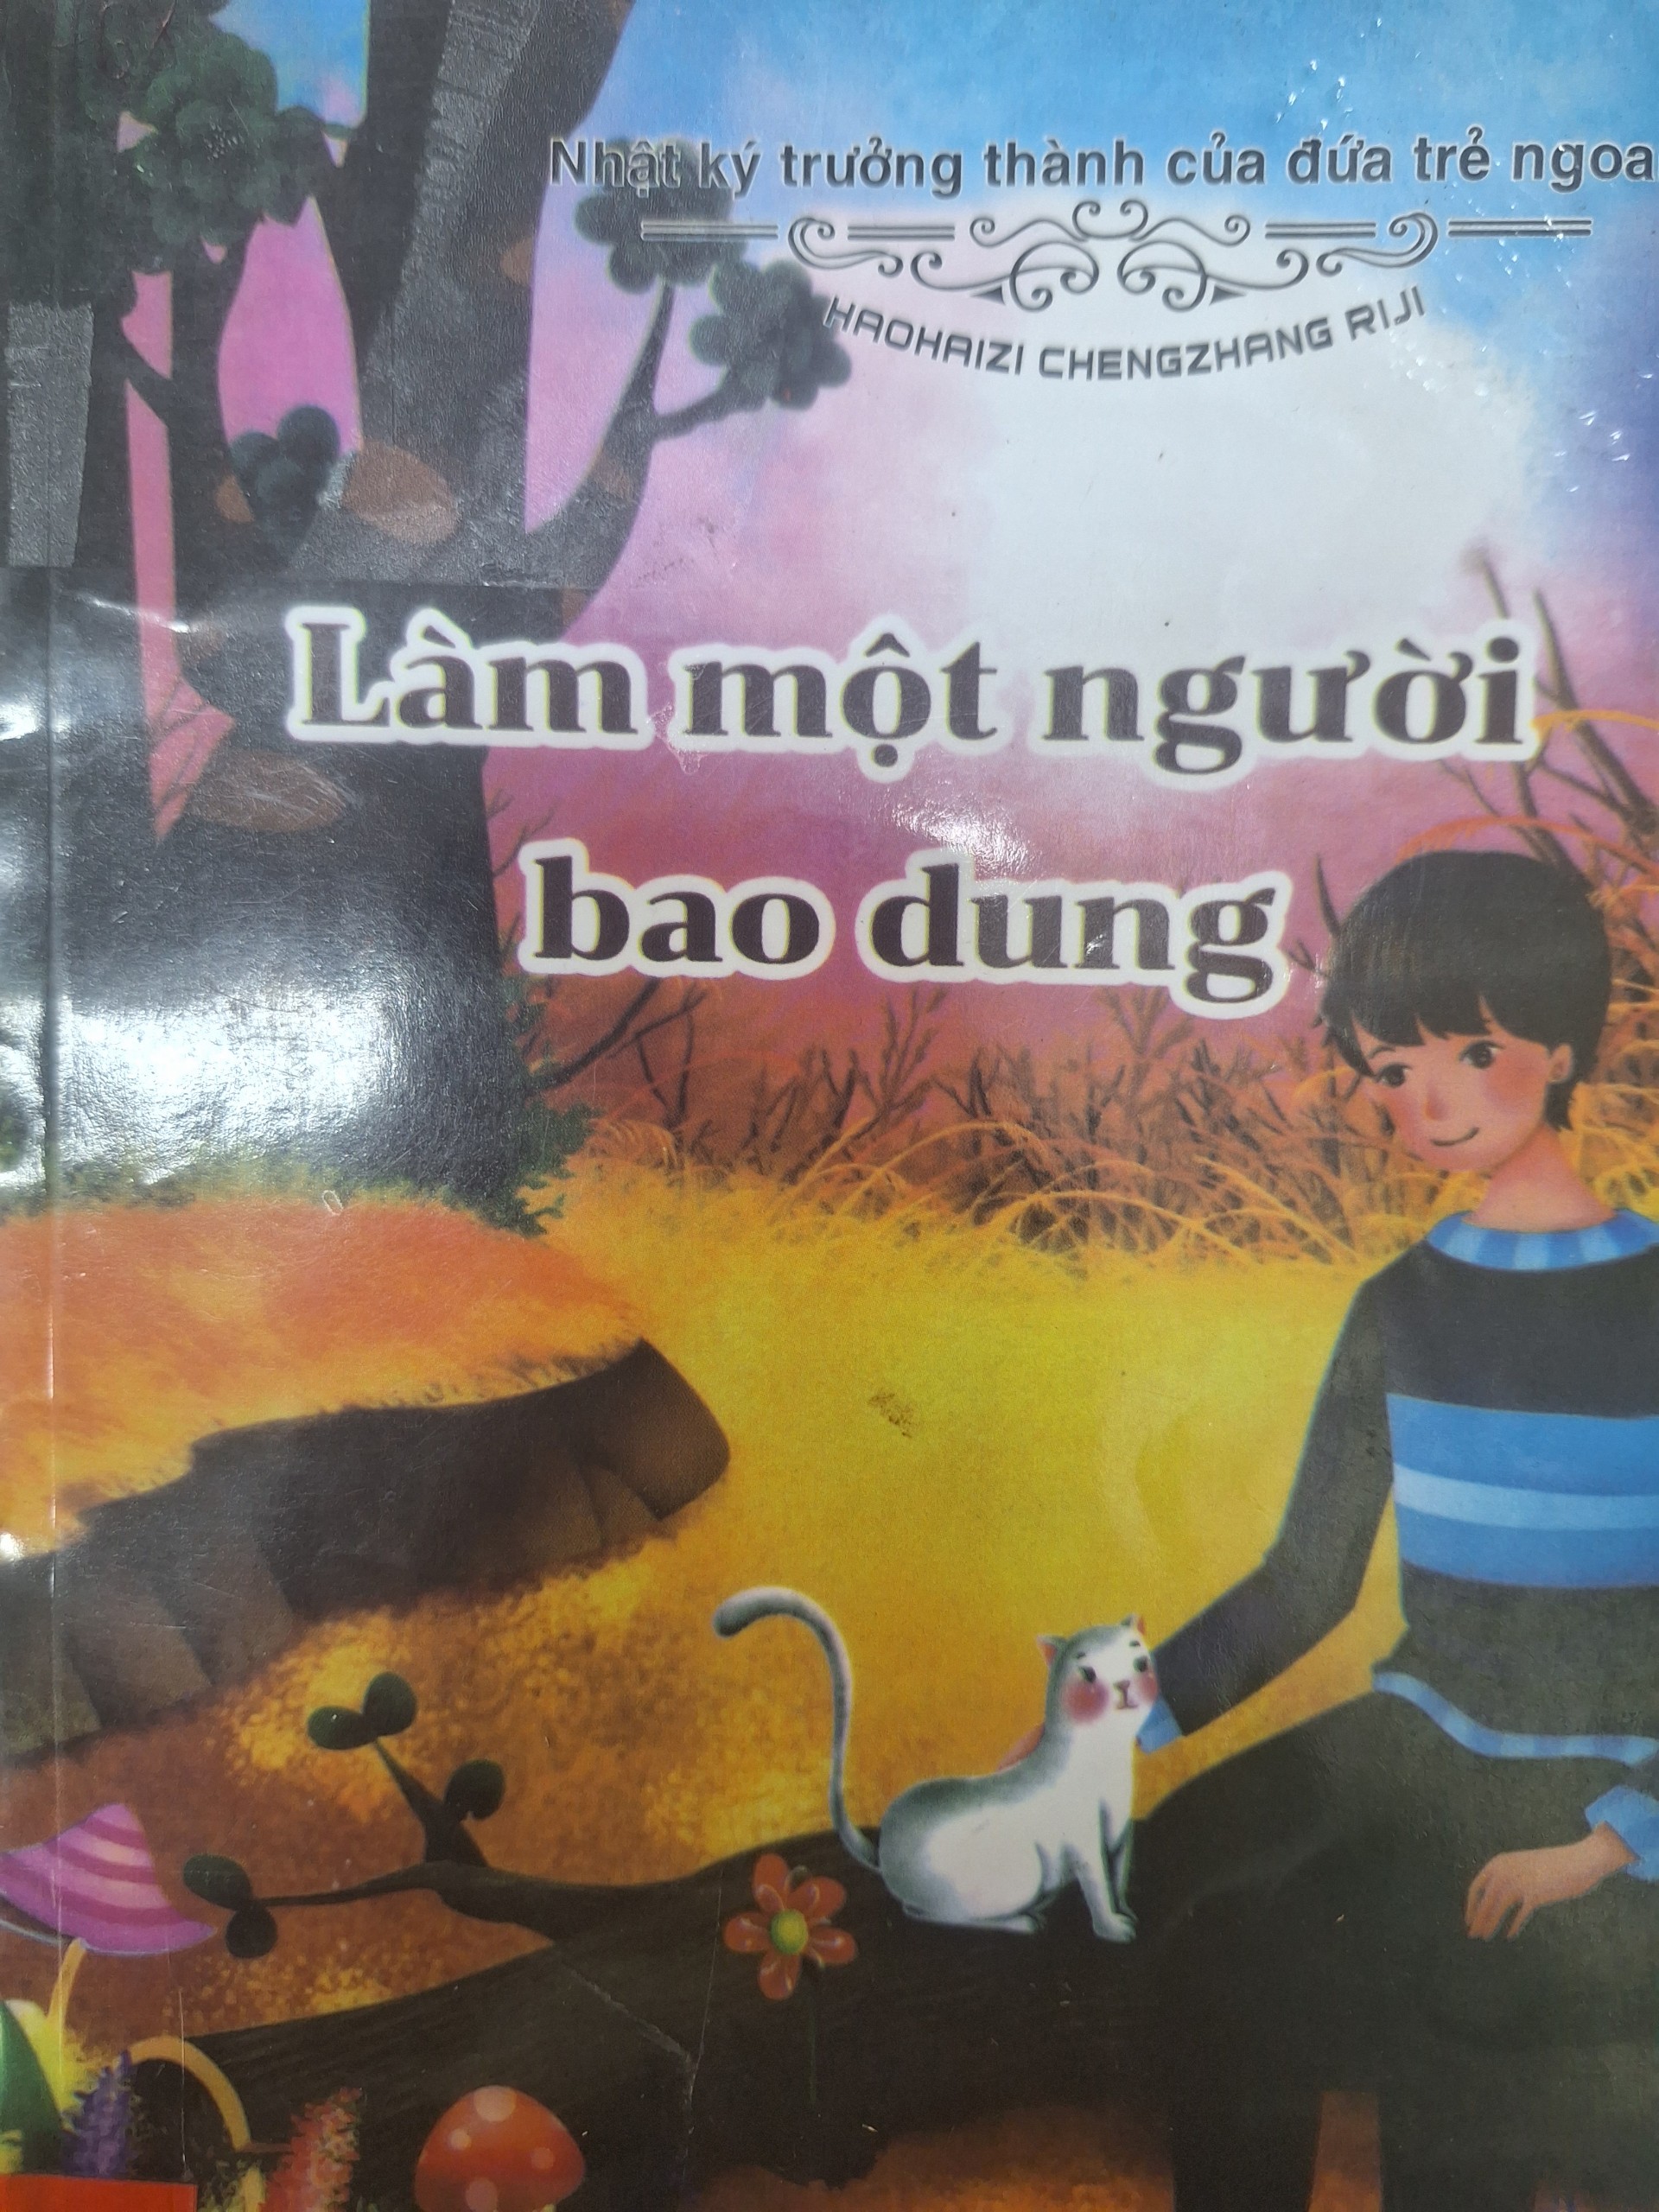 Nhật ký trưởng thành của đứa trẻ ngoa
HAOHAIZI CHENGZHANG RIJI
Làm một người
bao dung